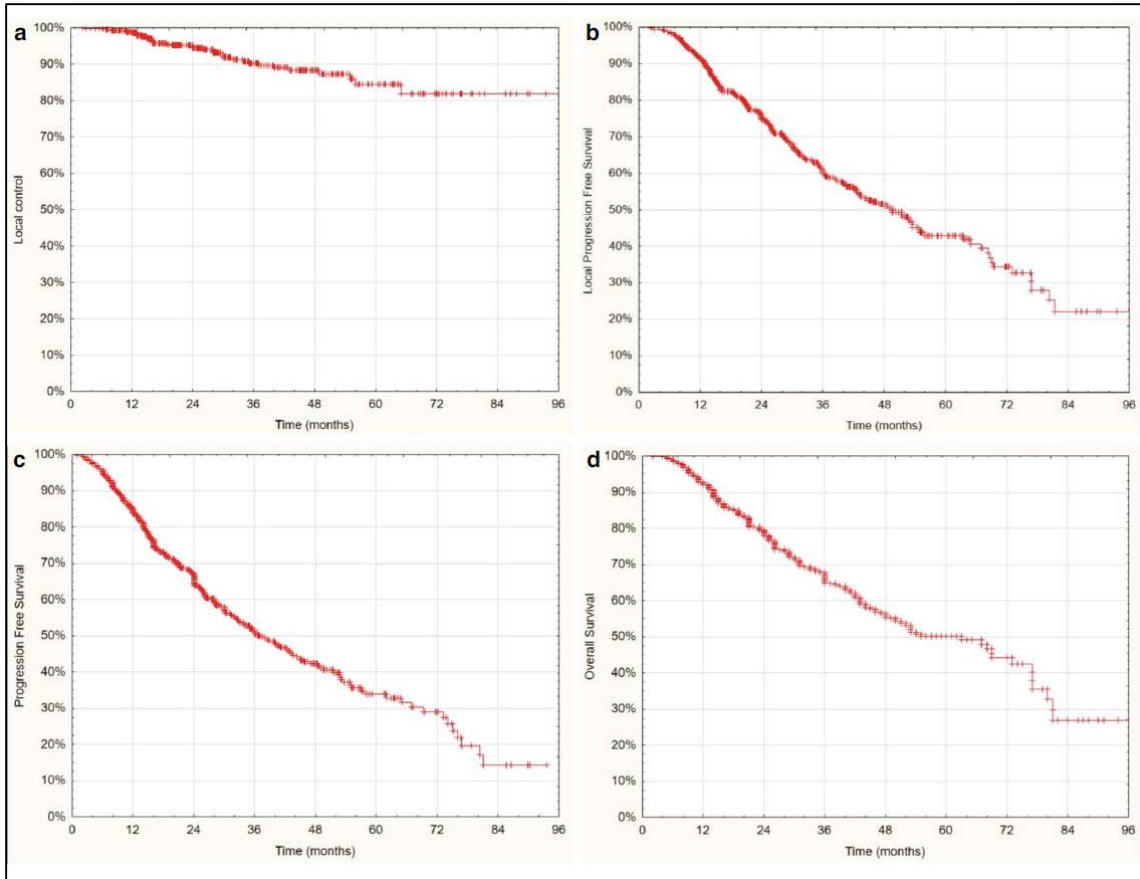 a
100%
90%
80%
70%
60%
50%
40%
30%
20%
10%
0%
Local control
0 12 24 36 48 60 72 84 96
Time (months)
b
100%
90%
80%
70%
60%
50%
40%
30%
20%
10%
0%
Local Progression Free Survival
0 12 24 36 48 60 72 84 96
Time (months)
c
100%
90%
80%
70%
60%
50%
40%
30%
20%
10%
0%
Progression Free Survival
0 12 24 36 48 60 72 84 96
Time (months)
d
100%
90%
80%
70%
60%
50%
40%
30%
20%
10%
0%
Overall Survival
0 12 24 36 48 60 72 84 96
Time (months)